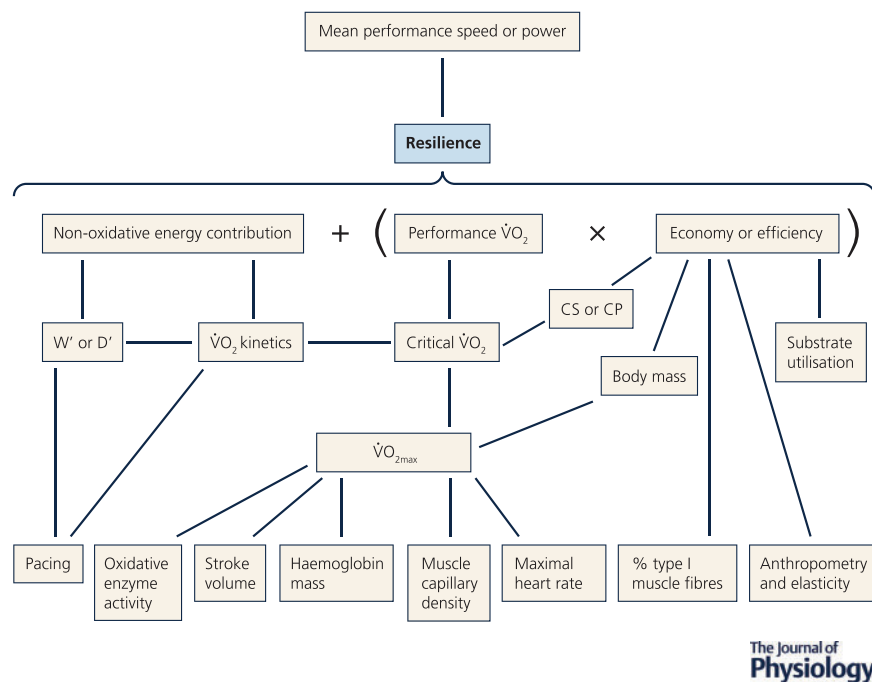 Mean performance speed or power
Resilience
Non-oxidative energy contribution + ( Performance V̇O₂ × Economy or efficiency )
CS or CP
W' or D'
V̇O₂ kinetics
Critical V̇O₂
Substrate
utilisation
Body mass
V̇O₂max
Pacing
Oxidative
enzyme
activity
Stroke
volume
Haemoglobin
mass
Muscle
capillary
density
Maximal
heart rate
% type I
muscle fibres
Anthropometry
and elasticity
The Journal of
Physiology